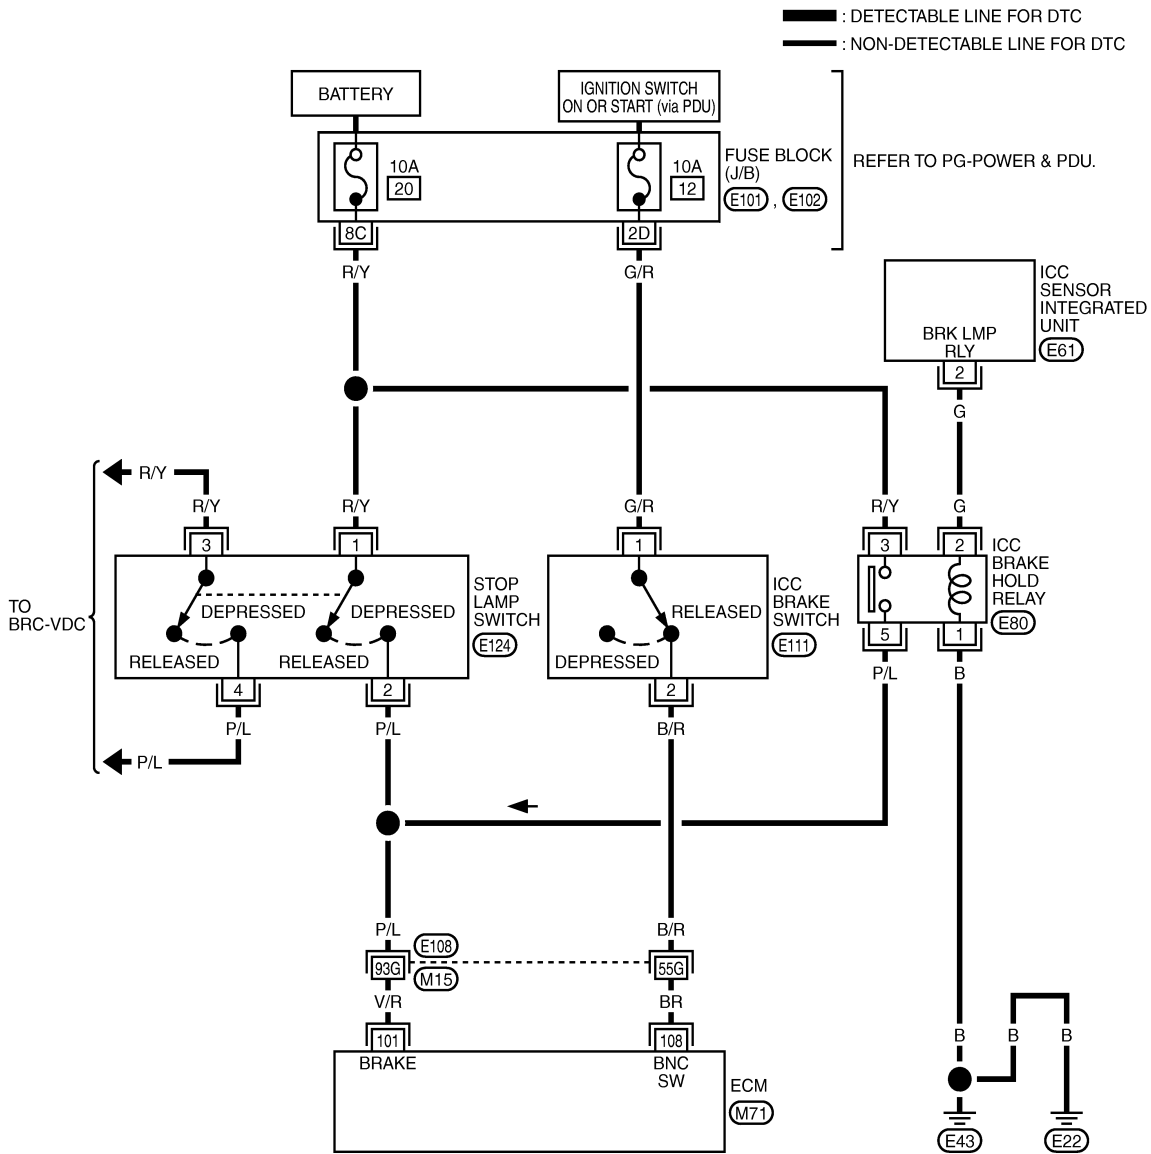 : DETECTABLE LINE FOR DTC
: NON-DETECTABLE LINE FOR DTC
BATTERY
IGNITION SWITCH
ON OR START (via PDU)
10A
20
10A
12
FUSE BLOCK
(J/B)
E101 , E102
REFER TO PG-POWER & PDU.
8C
2D
R/Y
G/R
ICC
SENSOR
INTEGRATED
UNIT
E61
BRK LMP
RLY
2
G
R/Y
R/Y
R/Y
G/R
R/Y
G
3
1
1
3
2
ICC
BRAKE
HOLD
RELAY
E80
TO
BRC-VDC
DEPRESSED
DEPRESSED
RELEASED
RELEASED
STOP
LAMP
SWITCH
E124
RELEASED
DEPRESSED
ICC
BRAKE
SWITCH
E111
5
1
4
2
2
P/L
B
P/L
P/L
B/R
P/L
P/L
B/R
E108
93G
55G
M15
V/R
BR
101
108
BRAKE
BNC
SW
ECM
M71
B
B
B
E43
E22